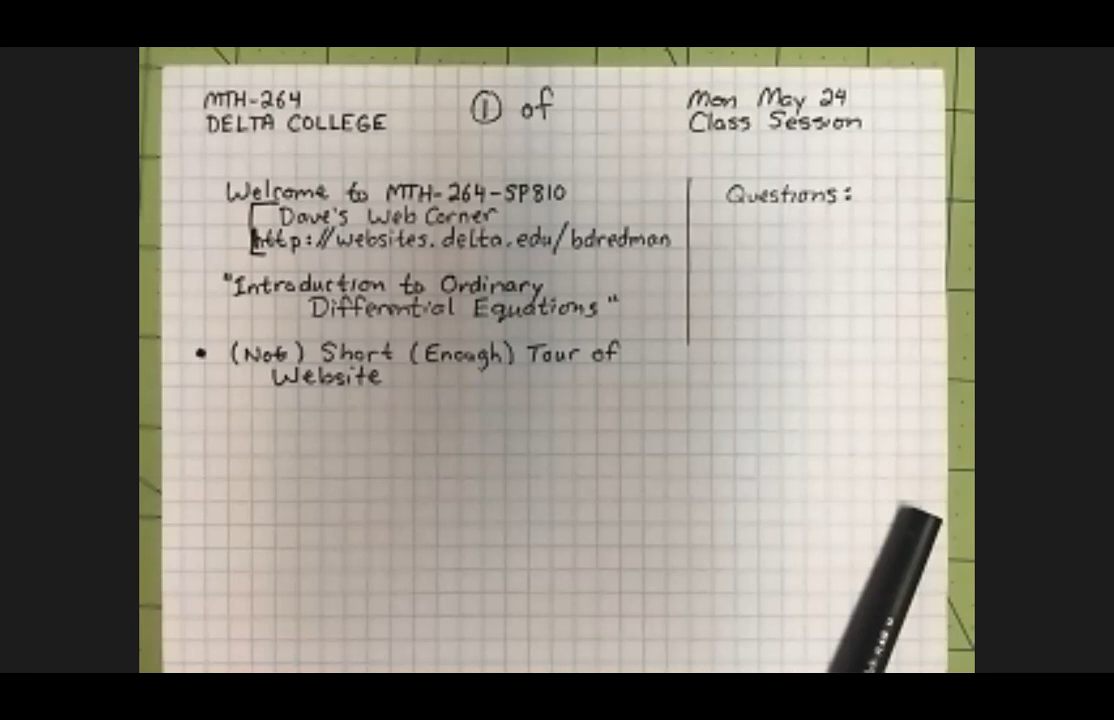 MTH-264
DELTA COLLEGE
① of
Mon May 24
Class Session
Welcome to MTH-264-SP810
Dave's Web Corner
http://websites.delta.edu/bdredman
"Introduction to Ordinary
Differential Equations"
• (Not) Short (Enough) Tour of
Website
Questions: